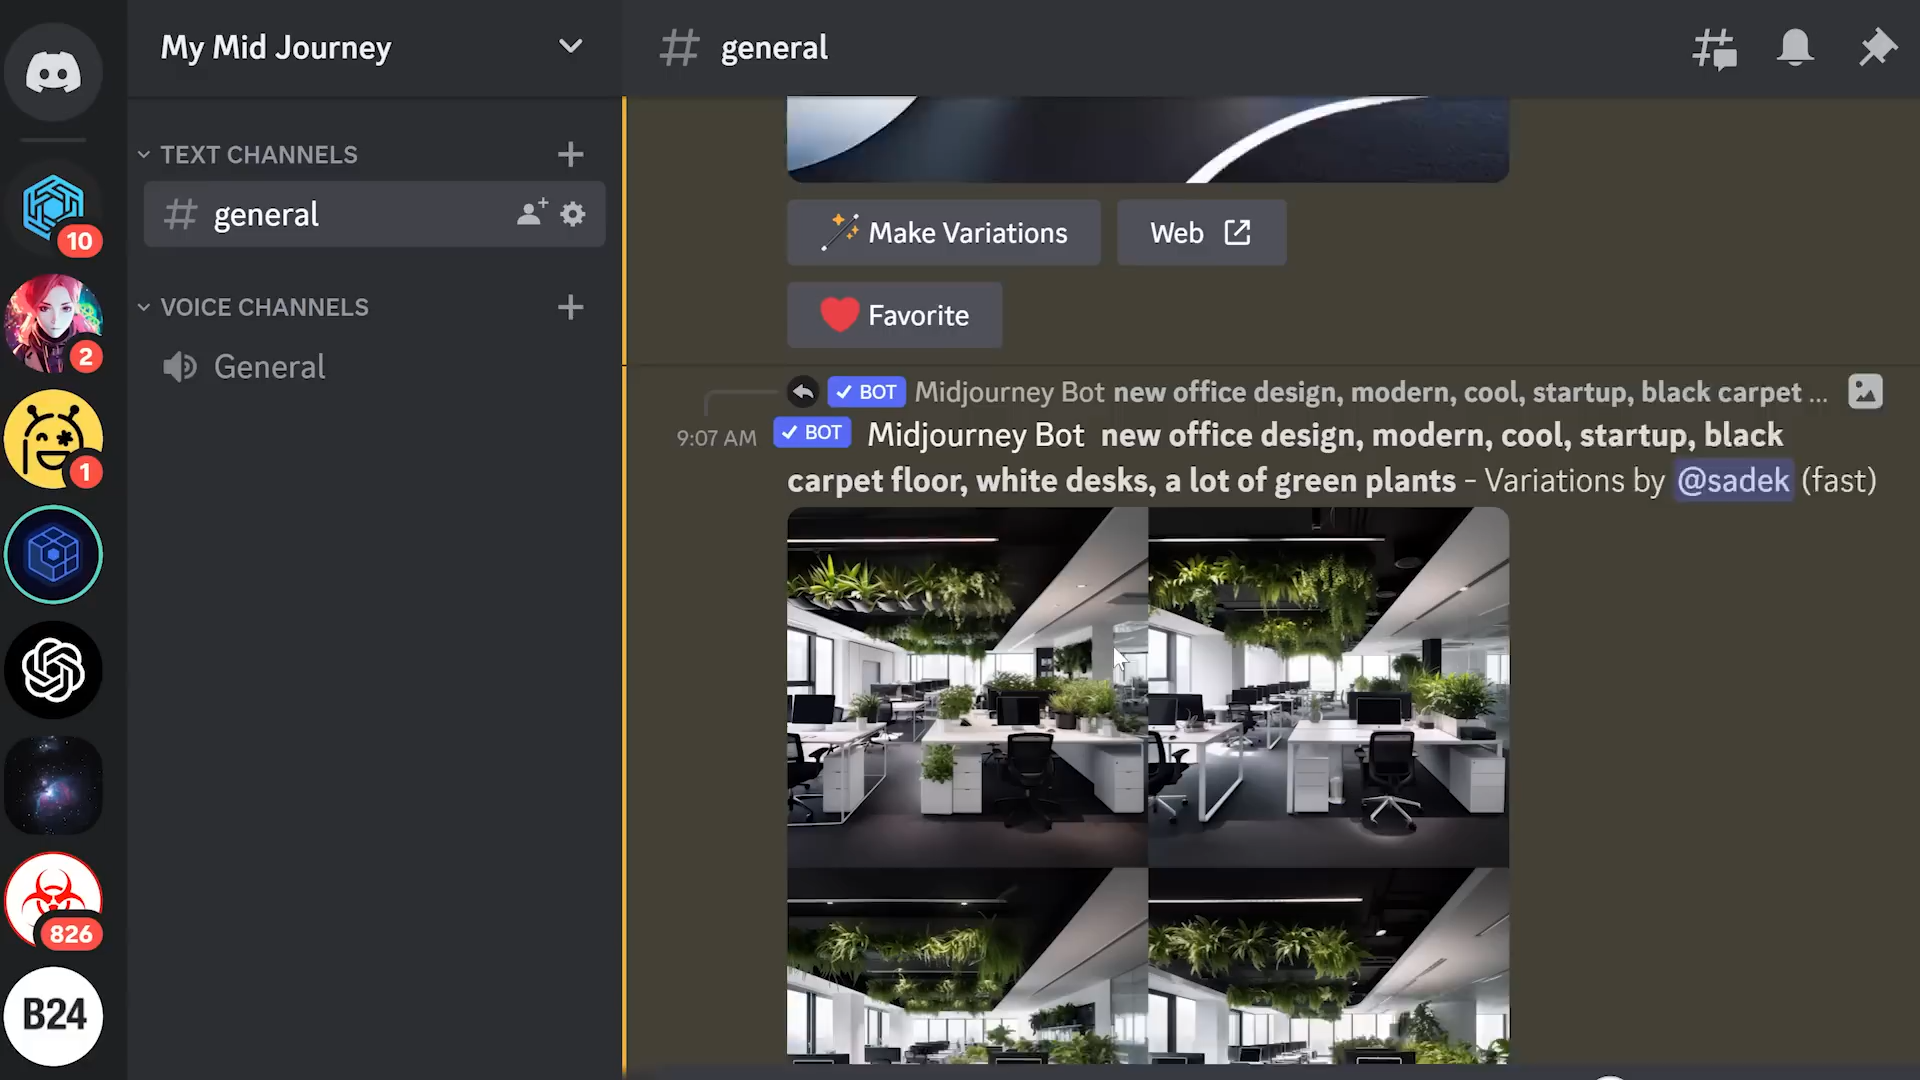 My Mid Journey
general
TEXT CHANNELS
general
VOICE CHANNELS
General
10
2
1
826
B24
Make Variations
Web
Favorite
BOT Midjourney Bot new office design, modern, cool, startup, black carpet ...
9:07 AM BOT Midjourney Bot new office design, modern, cool, startup, black
carpet floor, white desks, a lot of green plants - Variations by @sadek (fast)